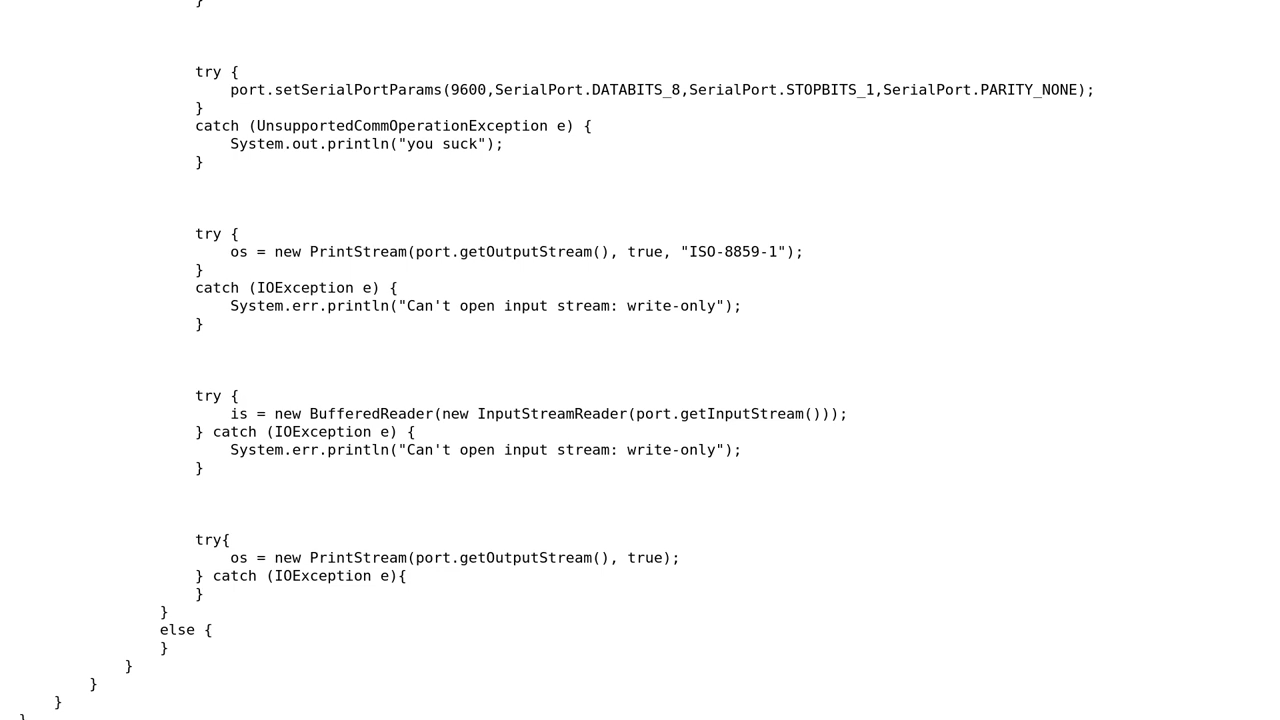 }
try {
port.setSerialPortParams(9600,SerialPort.DATABITS_8,SerialPort.STOPBITS_1,SerialPort.PARITY_NONE);
}
catch (UnsupportedCommOperationException e) {
System.out.println("you suck");
}
try {
os = new PrintStream(port.getOutputStream(), true, "ISO-8859-1");
}
catch (IOException e) {
System.err.println("Can't open input stream: write-only");
}
try {
is = new BufferedReader(new InputStreamReader(port.getInputStream()));
} catch (IOException e) {
System.err.println("Can't open input stream: write-only");
}
try{
os = new PrintStream(port.getOutputStream(), true);
} catch (IOException e){
}
}
else {
}
}
}
}
}